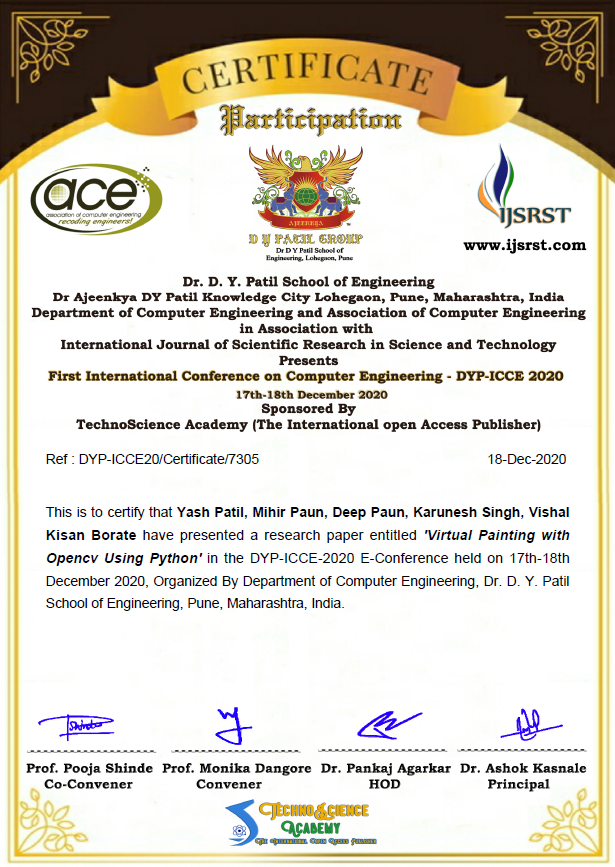 CERTIFICATE
Participation
ace
association of computer engineering
recoding engineers!
AJEENKYA
D Y PATIL GROUP
Dr D Y Patil School of
Engineering, Lohegaon, Pune
IJSRST
www.ijsrst.com
Dr. D. Y. Patil School of Engineering
Dr Ajeenkya DY Patil Knowledge City Lohegaon, Pune, Maharashtra, India
Department of Computer Engineering and Association of Computer Engineering
in Association with
International Journal of Scientific Research in Science and Technology
Presents
First International Conference on Computer Engineering - DYP-ICCE 2020
17th-18th December 2020
Sponsored By
TechnoScience Academy (The International open Access Publisher)
Ref : DYP-ICCE20/Certificate/7305 18-Dec-2020
This is to certify that Yash Patil, Mihir Paun, Deep Paun, Karunesh Singh, Vishal
Kisan Borate have presented a research paper entitled 'Virtual Painting with
Opencv Using Python' in the DYP-ICCE-2020 E-Conference held on 17th-18th
December 2020, Organized By Department of Computer Engineering, Dr. D. Y. Patil
School of Engineering, Pune, Maharashtra, India.
Prof. Pooja Shinde Prof. Monika Dangore Dr. Pankaj Agarkar Dr. Ashok Kasnale
Co-Convener Convener HOD Principal
TechnoScience
Academy
The International Open Access Publisher